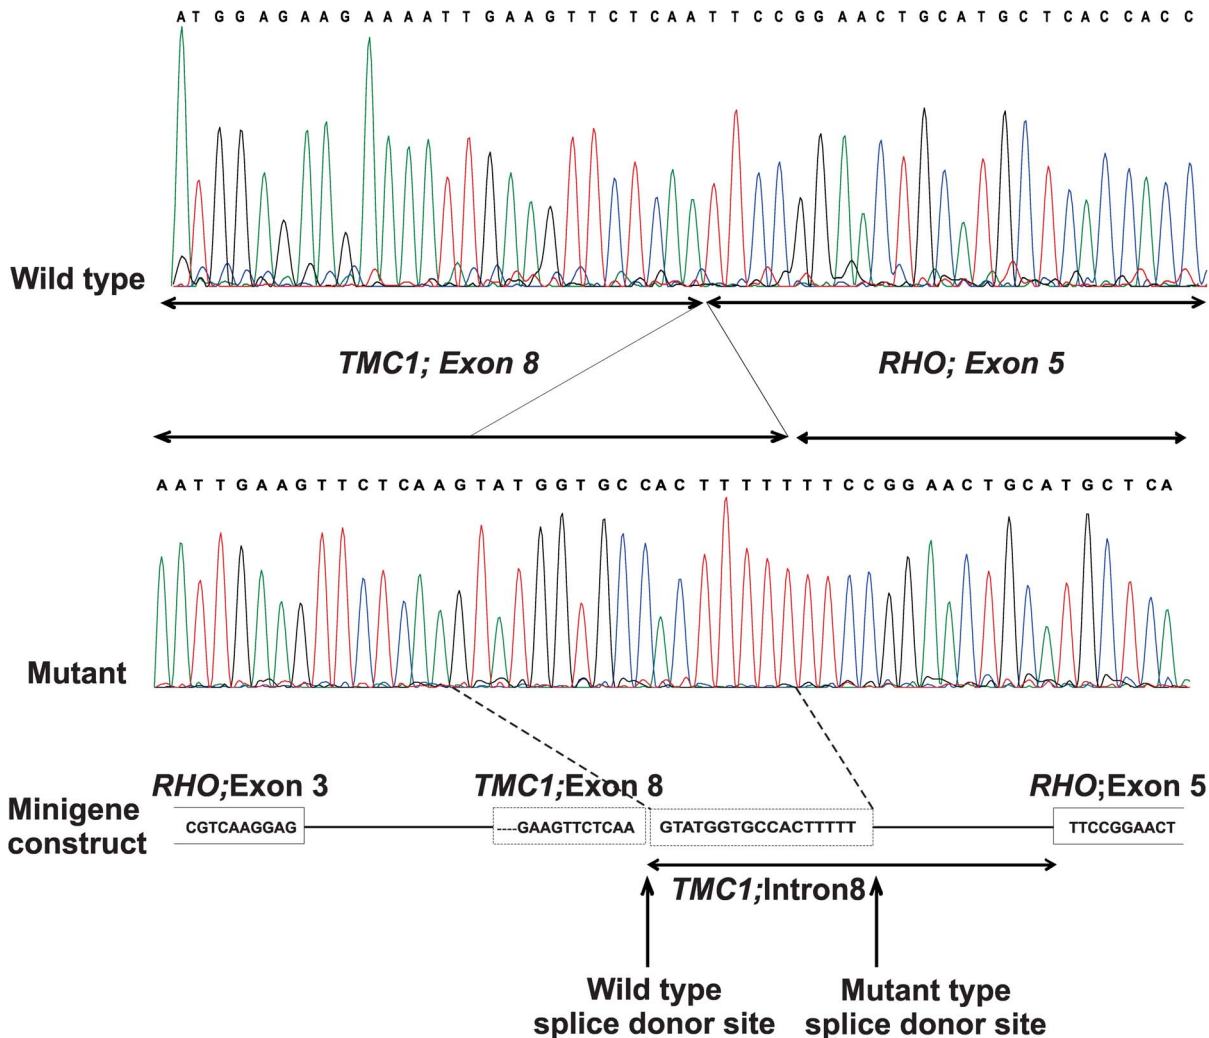 A T G G A G A A G A A A A T T G A A G T T C T C A A T T C C G G A A C T G C A T G C T C A C C A C C
Wild type
TMC1; Exon 8 RHO; Exon 5
A A T T G A A G T T C T C A A G T A T G G T G C C A C T T T T T T T C C G G A A C T G C A T G C T C A
Mutant
RHO;Exon 3 TMC1;Exon 8 RHO;Exon 5
Minigene construct
CGTCAAGGAG ----GAAGTTCTCAA GTATGGTGCCACTTTTT TTCCGGAACT
TMC1;Intron8
Wild type splice donor site
Mutant type splice donor site